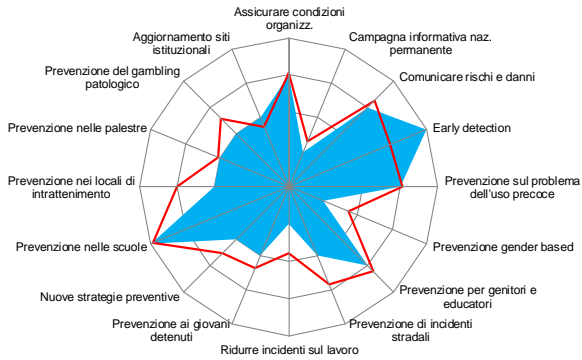 Assicurare condizioni
organizz.
Campagna informativa naz.
permanente
Comunicare rischi e danni
Early detection
Prevenzione sul problema
dell'uso precoce
Prevenzione gender based
Prevenzione per genitori e
educatori
Prevenzione di incidenti
stradali
Ridurre incidenti sul lavoro
Prevenzione ai giovani
detenuti
Nuove strategie preventive
Prevenzione nelle scuole
Prevenzione nei locali di
intrattenimento
Prevenzione nelle palestre
Prevenzione del gambling
patologico
Aggiornamento siti
istituzionali